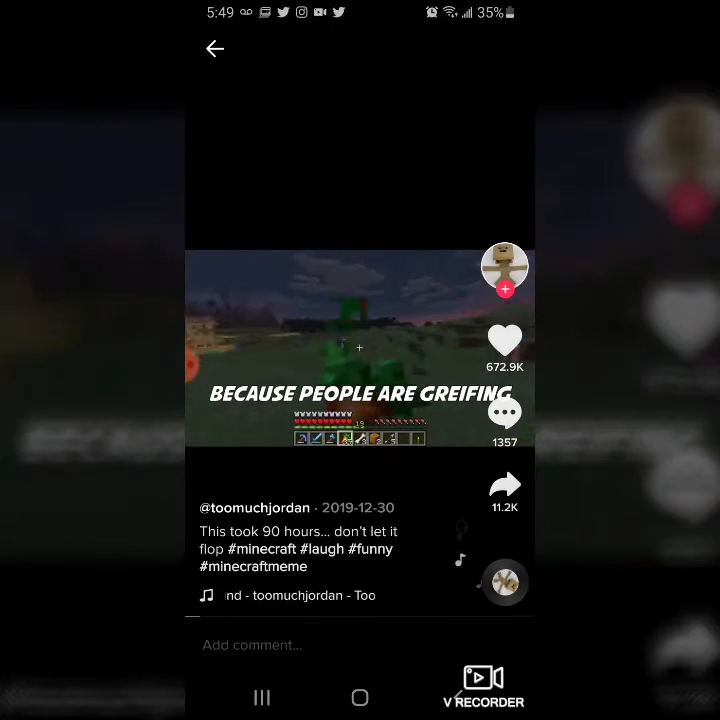 5:49
35%
BECAUSE PEOPLE ARE GREIFING
672.9K
19
1357
11.2K
@toomuchjordan · 2019-12-30
This took 90 hours... don't let it
flop #minecraft #laugh #funny
#minecraftmeme
nd - toomuchjordan - Too
Add comment...
V RECORDER